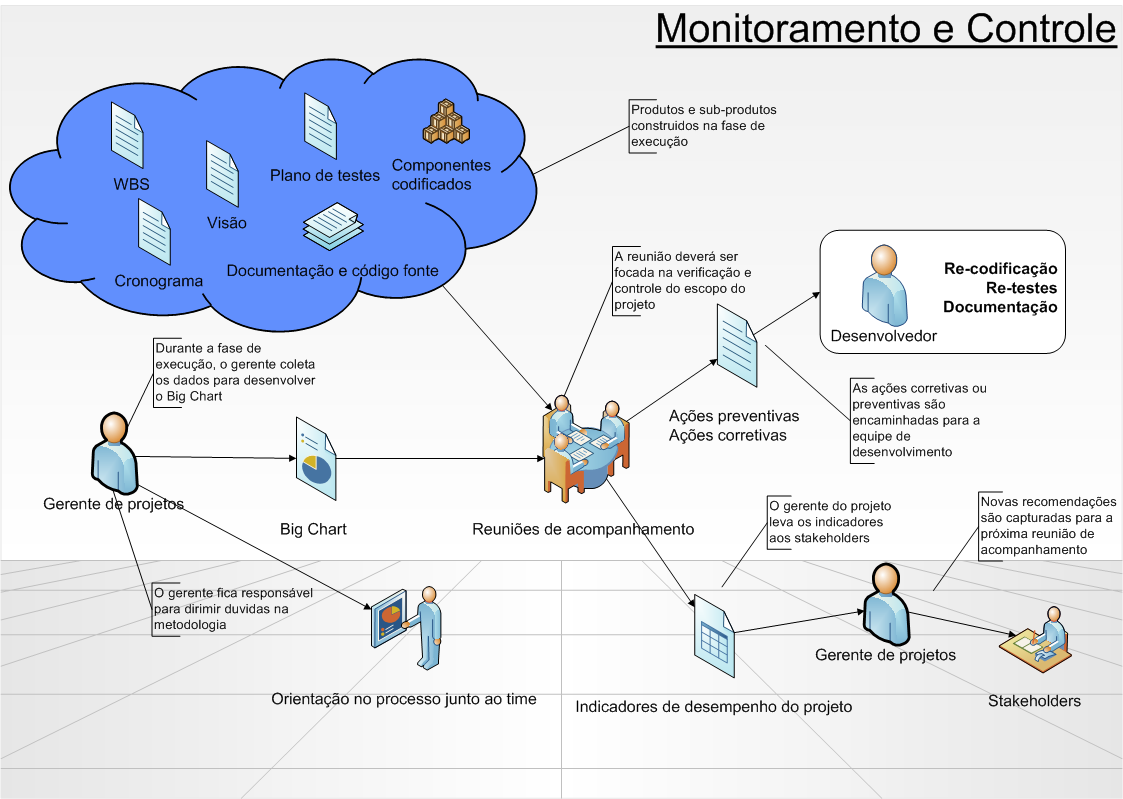 Monitoramento e Controle
Produtos e sub-produtos
construidos na fase de
execução
WBS
Visão
Plano de testes
Componentes
codificados
Cronograma
Documentação e código fonte
A reunião deverá ser
focada na verificação e
controle do escopo do
projeto
Re-codificação
Re-testes
Documentação
Desenvolvedor
Durante a fase de
execução, o gerente coleta
os dados para desenvolver
o Big Chart
Ações preventivas
Ações corretivas
As ações corretivas ou
preventivas são
encaminhadas para a
equipe de
desenvolvimento
Gerente de projetos
Big Chart
Reuniões de acompanhamento
O gerente do projeto
leva os indicadores
aos stakeholders
Novas recomendações
são capturadas para a
próxima reunião de
acompanhamento
O gerente fica responsável
para dirimir duvidas na
metodologia
Orientação no processo junto ao time
Indicadores de desempenho do projeto
Gerente de projetos
Stakeholders